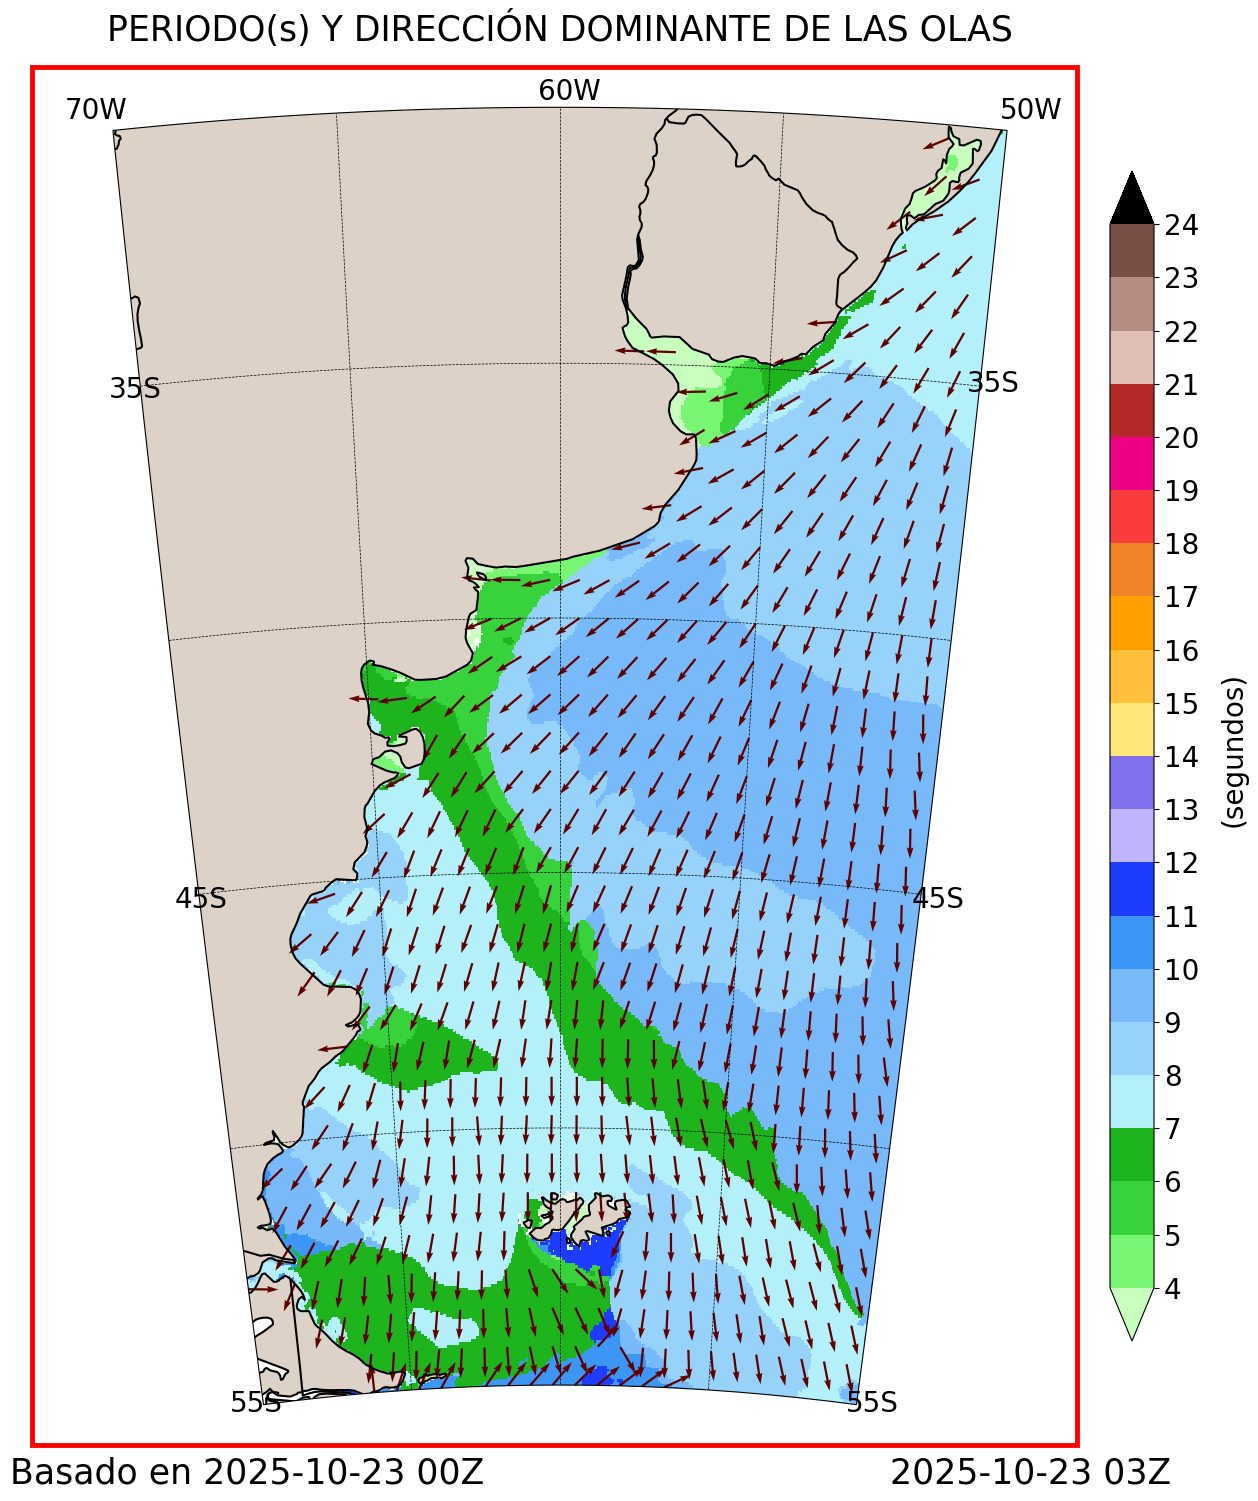 PERIODO(s) Y DIRECCIÓN DOMINANTE DE LAS OLAS
70W
60W
50W
35S
35S
45S
45S
55S
55S
24
23
22
21
20
19
18
17
16
15
14
13
12
11
10
9
8
7
6
5
4
(segundos)
Basado en 2025-10-23 00Z
2025-10-23 03Z